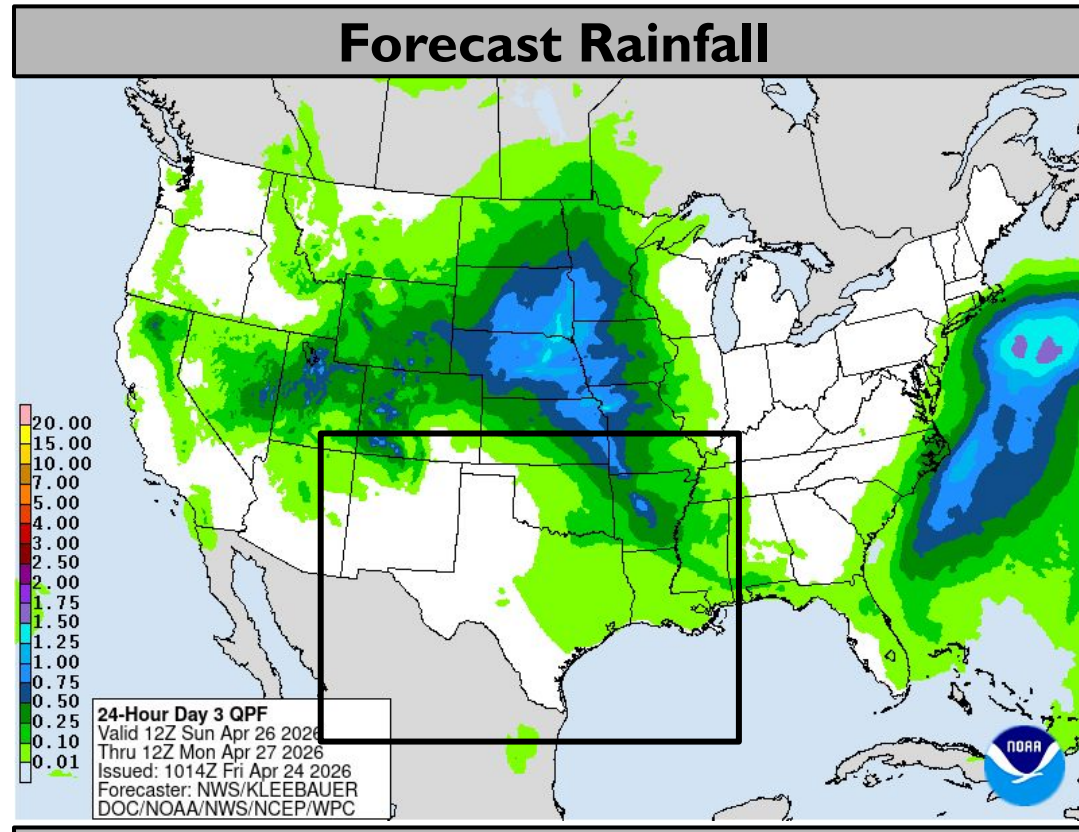 Forecast Rainfall
20.00
15.00
10.00
7.00
5.00
4.00
3.00
2.50
2.00
1.75
1.50
1.25
1.00
0.75
0.50
0.25
0.10
0.01
24-Hour Day 3 QPF
Valid 12Z Sun Apr 26 2026
Thru 12Z Mon Apr 27 2026
Issued: 1014Z Fri Apr 24 2026
Forecaster: NWS/KLEEBAUER
DOC/NOAA/NWS/NCEP/WPC
NOAA